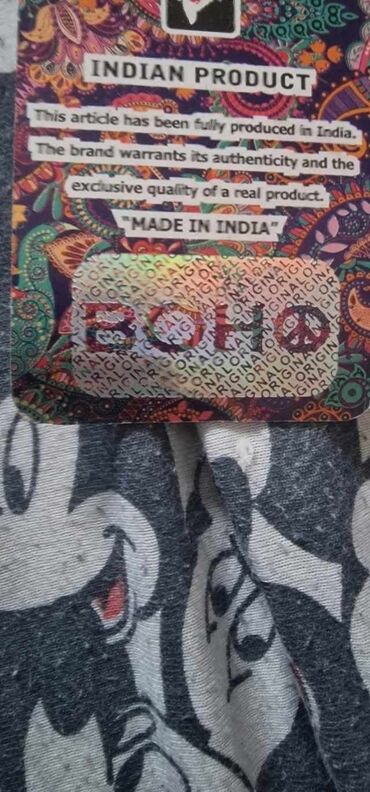 INDIAN PRODUCT
This article has been fully produced in India.
The brand warrants its authenticity and the
exclusive quality of a real product.
"MADE IN INDIA"
BOHO